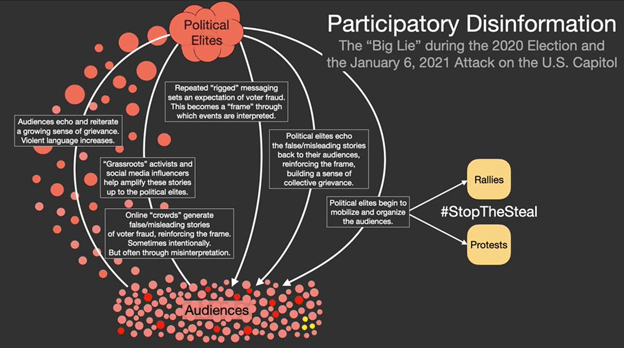 Participatory Disinformation
The “Big Lie” during the 2020 Election and
the January 6, 2021 Attack on the U.S. Capitol
Political
Elites
Repeated “rigged” messaging
sets an expectation of voter fraud.
This becomes a “frame” through
which events are interpreted.
Audiences echo and reiterate
a growing sense of grievance.
Violent language increases.
Political elites echo
the false/misleading stories
back to their audiences,
reinforcing the frame,
building a sense of
collective grievance.
“Grassroots” activists and
social media influencers
help amplify these stories
up to the political elites.
Online “crowds” generate
false/misleading stories
of voter fraud, reinforcing the frame.
Sometimes intentionally.
But often through misinterpretation.
Political elites begin to
mobilize and organize
the audiences.
Rallies
#StopTheSteal
Protests
Audiences